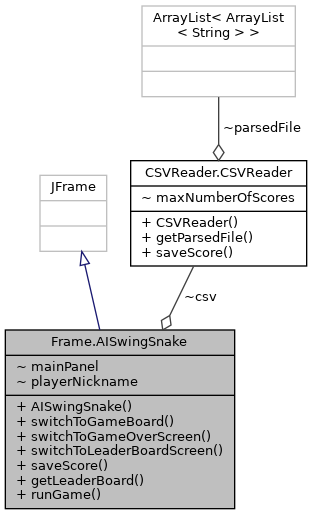 ArrayList< ArrayList
< String > >
~parsedFile
CSVReader.CSVReader
~ maxNumberOfScores
+ CSVReader()
+ getParsedFile()
+ saveScore()
JFrame
~csv
Frame.AISwingSnake
~ mainPanel
~ playerNickname
+ AISwingSnake()
+ switchToGameBoard()
+ switchToGameOverScreen()
+ switchToLeaderBoardScreen()
+ saveScore()
+ getLeaderBoard()
+ runGame()